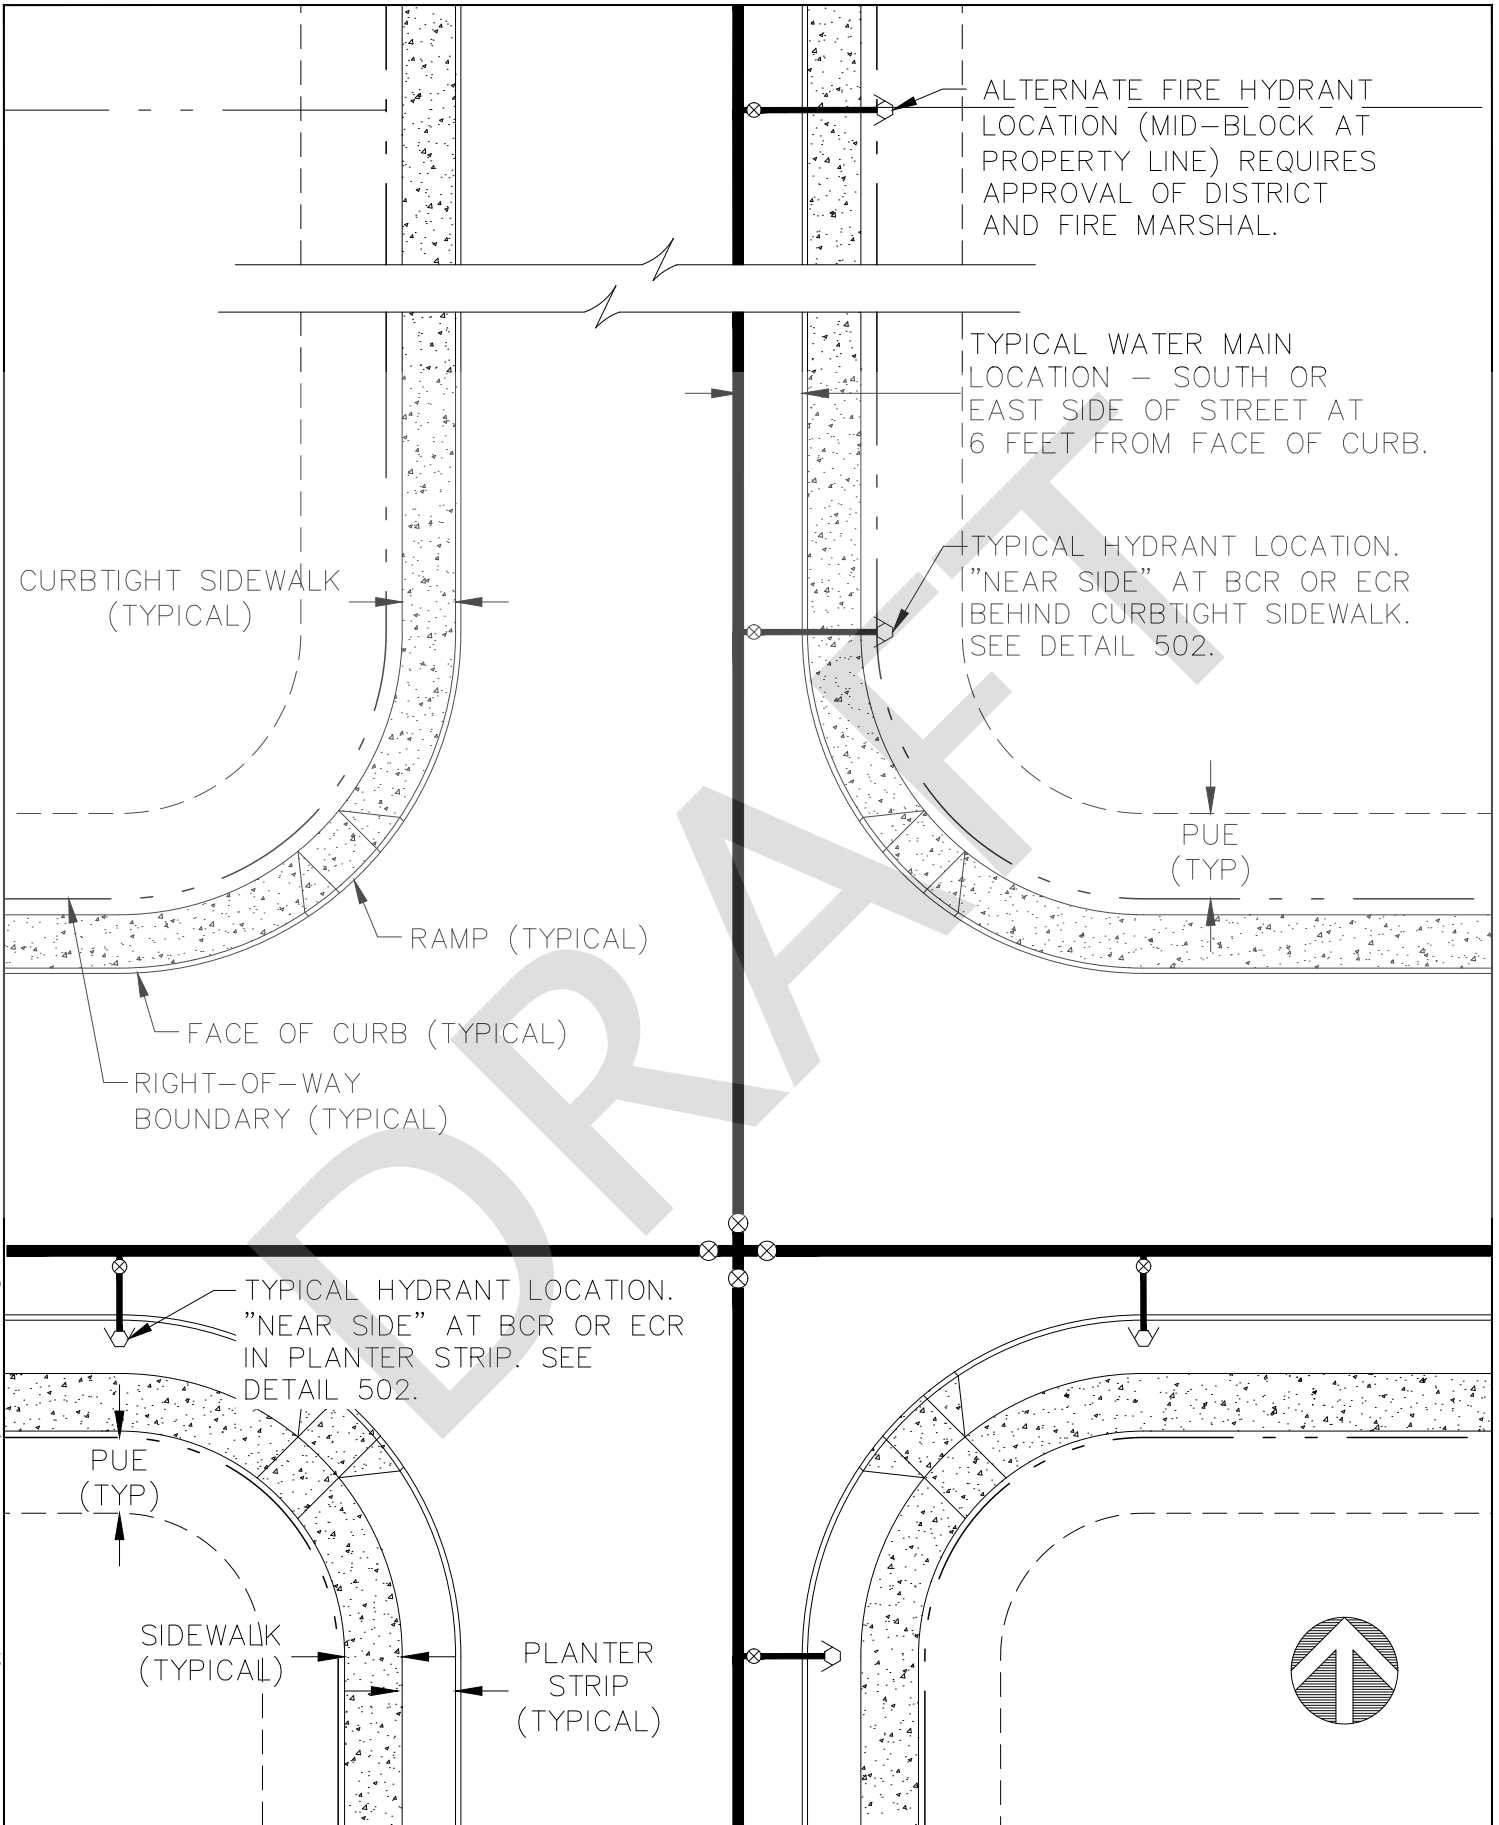 ALTERNATE FIRE HYDRANT
LOCATION (MID-BLOCK AT
PROPERTY LINE) REQUIRES
APPROVAL OF DISTRICT
AND FIRE MARSHAL.
TYPICAL WATER MAIN
LOCATION - SOUTH OR
EAST SIDE OF STREET AT
6 FEET FROM FACE OF CURB.
TYPICAL HYDRANT LOCATION.
"NEAR SIDE" AT BCR OR ECR
BEHIND CURBTIGHT SIDEWALK.
SEE DETAIL 502.
CURBTIGHT SIDEWALK
(TYPICAL)
PUE
(TYP)
RAMP (TYPICAL)
FACE OF CURB (TYPICAL)
RIGHT-OF-WAY
BOUNDARY (TYPICAL)
DRAFT
TYPICAL HYDRANT LOCATION.
"NEAR SIDE" AT BCR OR ECR
IN PLANTER STRIP. SEE
DETAIL 502.
PUE
(TYP)
SIDEWALK
(TYPICAL)
PLANTER
STRIP
(TYPICAL)